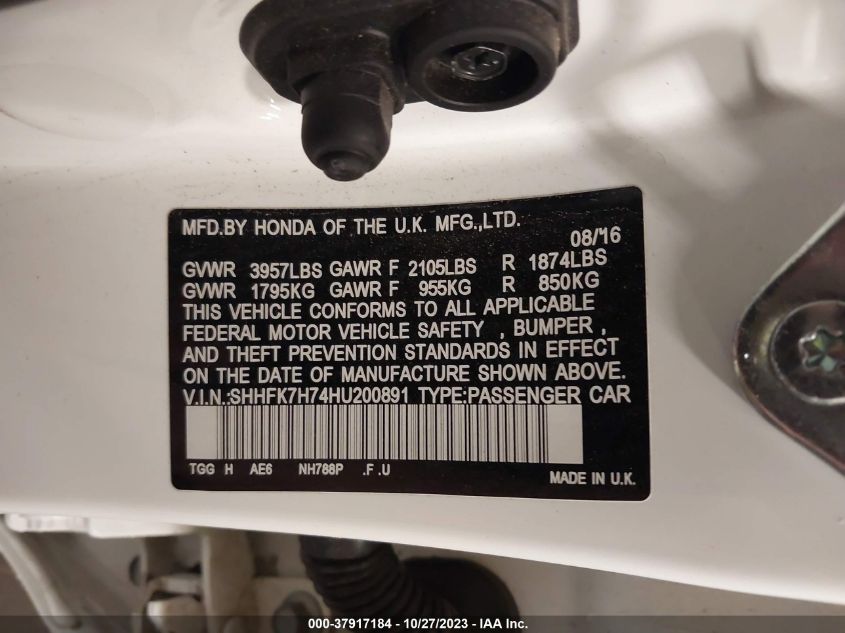 MFD.BY HONDA OF THE U.K. MFG.,LTD.
08/16
GVWR 3957LBS GAWR F 2105LBS R 1874LBS
GVWR 1795KG GAWR F 955KG R 850KG
THIS VEHICLE CONFORMS TO ALL APPLICABLE
FEDERAL MOTOR VEHICLE SAFETY , BUMPER ,
AND THEFT PREVENTION STANDARDS IN EFFECT
ON THE DATE OF MANUFACTURE SHOWN ABOVE.
V.I.N.:SHHFK7H74HU200891 TYPE:PASSENGER CAR
TGG H AE6 NH788P .F .U
MADE IN U.K.
000-37917184 - 10/27/2023 - IAA Inc.